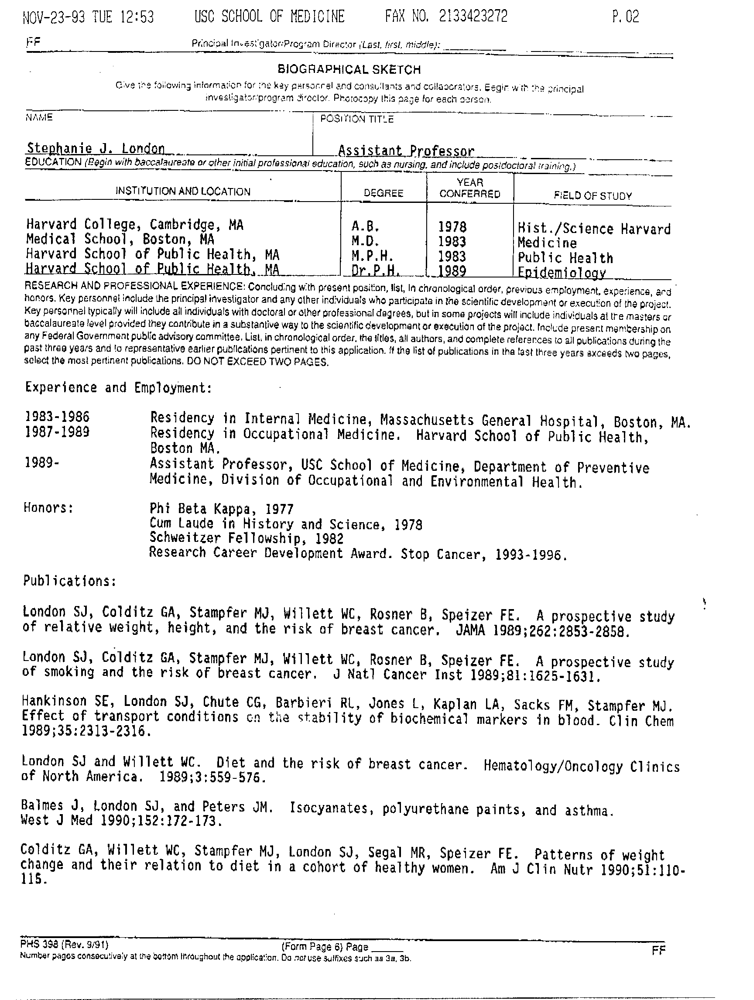 NOV-23-93 TUE 12:53 USC SCHOOL OF MEDICINE FAX NO. 2133423272 P.02
FF Principal Investigator/Program Director (Last, first, middle):
BIOGRAPHICAL SKETCH
Give the following information for the key personnel and consultants and collaborators. Begin with the principal
investigator/program director. Photocopy this page for each person.
NAME POSITION TITLE
Stephanie J. London Assistant Professor
EDUCATION (Begin with baccalaureate or other initial professional education, such as nursing, and include postdoctoral training.)
INSTITUTION AND LOCATION DEGREE YEAR CONFERRED FIELD OF STUDY
Harvard College, Cambridge, MA A.B. 1978 Hist./Science Harvard
Medical School, Boston, MA M.D. 1983 Medicine
Harvard School of Public Health, MA M.P.H. 1983 Public Health
Harvard School of Public Health, MA Dr.P.H. 1989 Epidemiology
RESEARCH AND PROFESSIONAL EXPERIENCE: Concluding with present position, list, in chronological order, previous employment, experience, and
honors. Key personnel include the principal investigator and any other individuals who participate in the scientific development or execution of the project.
Key personnel typically will include all individuals with doctoral or other professional degrees, but in some projects will include individuals at the masters or
baccalaureate level provided they contribute in a substantive way to the scientific development or execution of the project. Include present membership on
any Federal Government public advisory committee. List, in chronological order, the titles, all authors, and complete references to all publications during the
past three years and to representative earlier publications pertinent to this application. If the list of publications in the last three years exceeds two pages,
select the most pertinent publications. DO NOT EXCEED TWO PAGES.
Experience and Employment:
1983-1986 Residency in Internal Medicine, Massachusetts General Hospital, Boston, MA.
1987-1989 Residency in Occupational Medicine. Harvard School of Public Health,
Boston MA.
1989- Assistant Professor, USC School of Medicine, Department of Preventive
Medicine, Division of Occupational and Environmental Health.
Honors: Phi Beta Kappa, 1977
Cum Laude in History and Science, 1978
Schweitzer Fellowship, 1982
Research Career Development Award. Stop Cancer, 1993-1996.
Publications:
London SJ, Colditz GA, Stampfer MJ, Willett WC, Rosner B, Speizer FE. A prospective study
of relative weight, height, and the risk of breast cancer. JAMA 1989;262:2853-2858.
London SJ, Colditz GA, Stampfer MJ, Willett WC, Rosner B, Speizer FE. A prospective study
of smoking and the risk of breast cancer. J Natl Cancer Inst 1989;81:1625-1631.
Hankinson SE, London SJ, Chute CG, Barbieri RL, Jones L, Kaplan LA, Sacks FM, Stampfer MJ.
Effect of transport conditions on the stability of biochemical markers in blood. Clin Chem
1989;35:2313-2316.
London SJ and Willett WC. Diet and the risk of breast cancer. Hematology/Oncology Clinics
of North America. 1989;3:559-576.
Balmes J, London SJ, and Peters JM. Isocyanates, polyurethane paints, and asthma.
West J Med 1990;152:172-173.
Colditz GA, Willett WC, Stampfer MJ, London SJ, Segal MR, Speizer FE. Patterns of weight
change and their relation to diet in a cohort of healthy women. Am J Clin Nutr 1990;51:110-
115.
PHS 398 (Rev. 9/91) (Form Page 6) Page FF
Number pages consecutively at the bottom throughout the application. Do not use suffixes such as 3a, 3b.